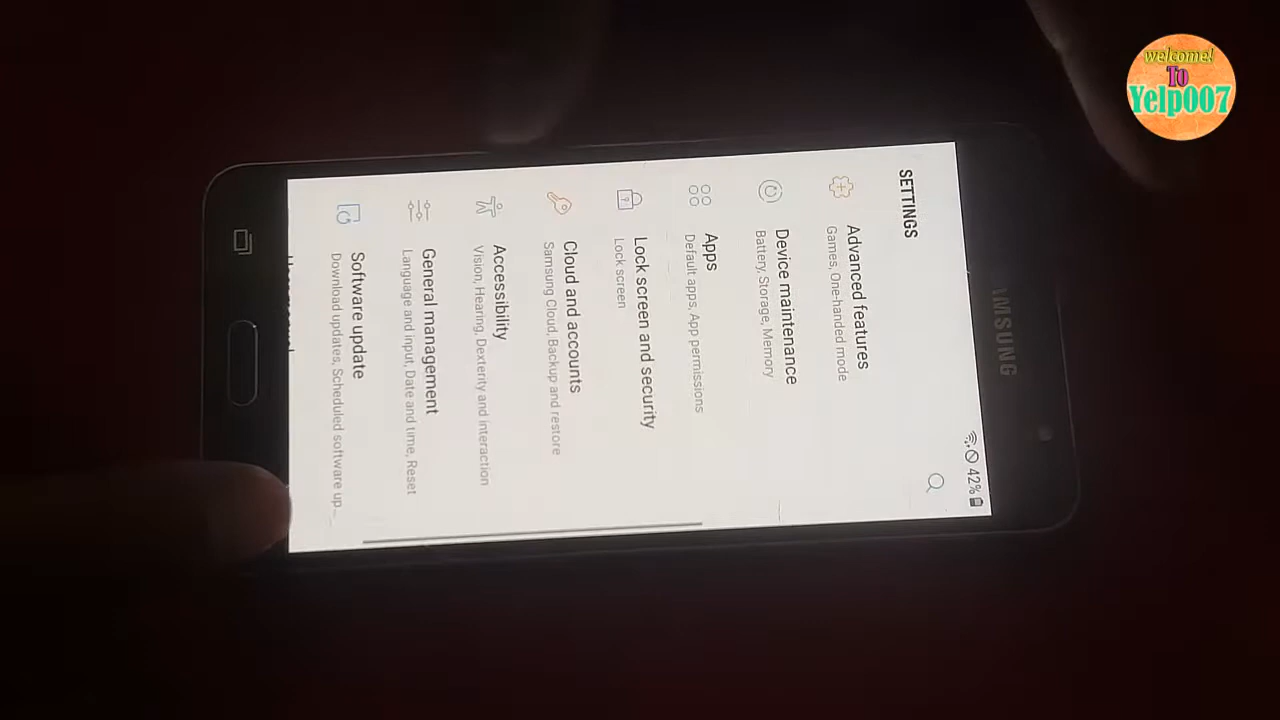 welcome!
To
Yelp007
42%
SETTINGS
Advanced features
Games, One-handed mode
Device maintenance
Battery, Storage, Memory
Apps
Default apps, App permissions
Lock screen and security
Lock screen
Cloud and accounts
Samsung Cloud, Backup and restore
Accessibility
Vision, Hearing, Dexterity and interaction
General management
Language and input, Date and time, Reset
Software update
Download updates, Scheduled software up...